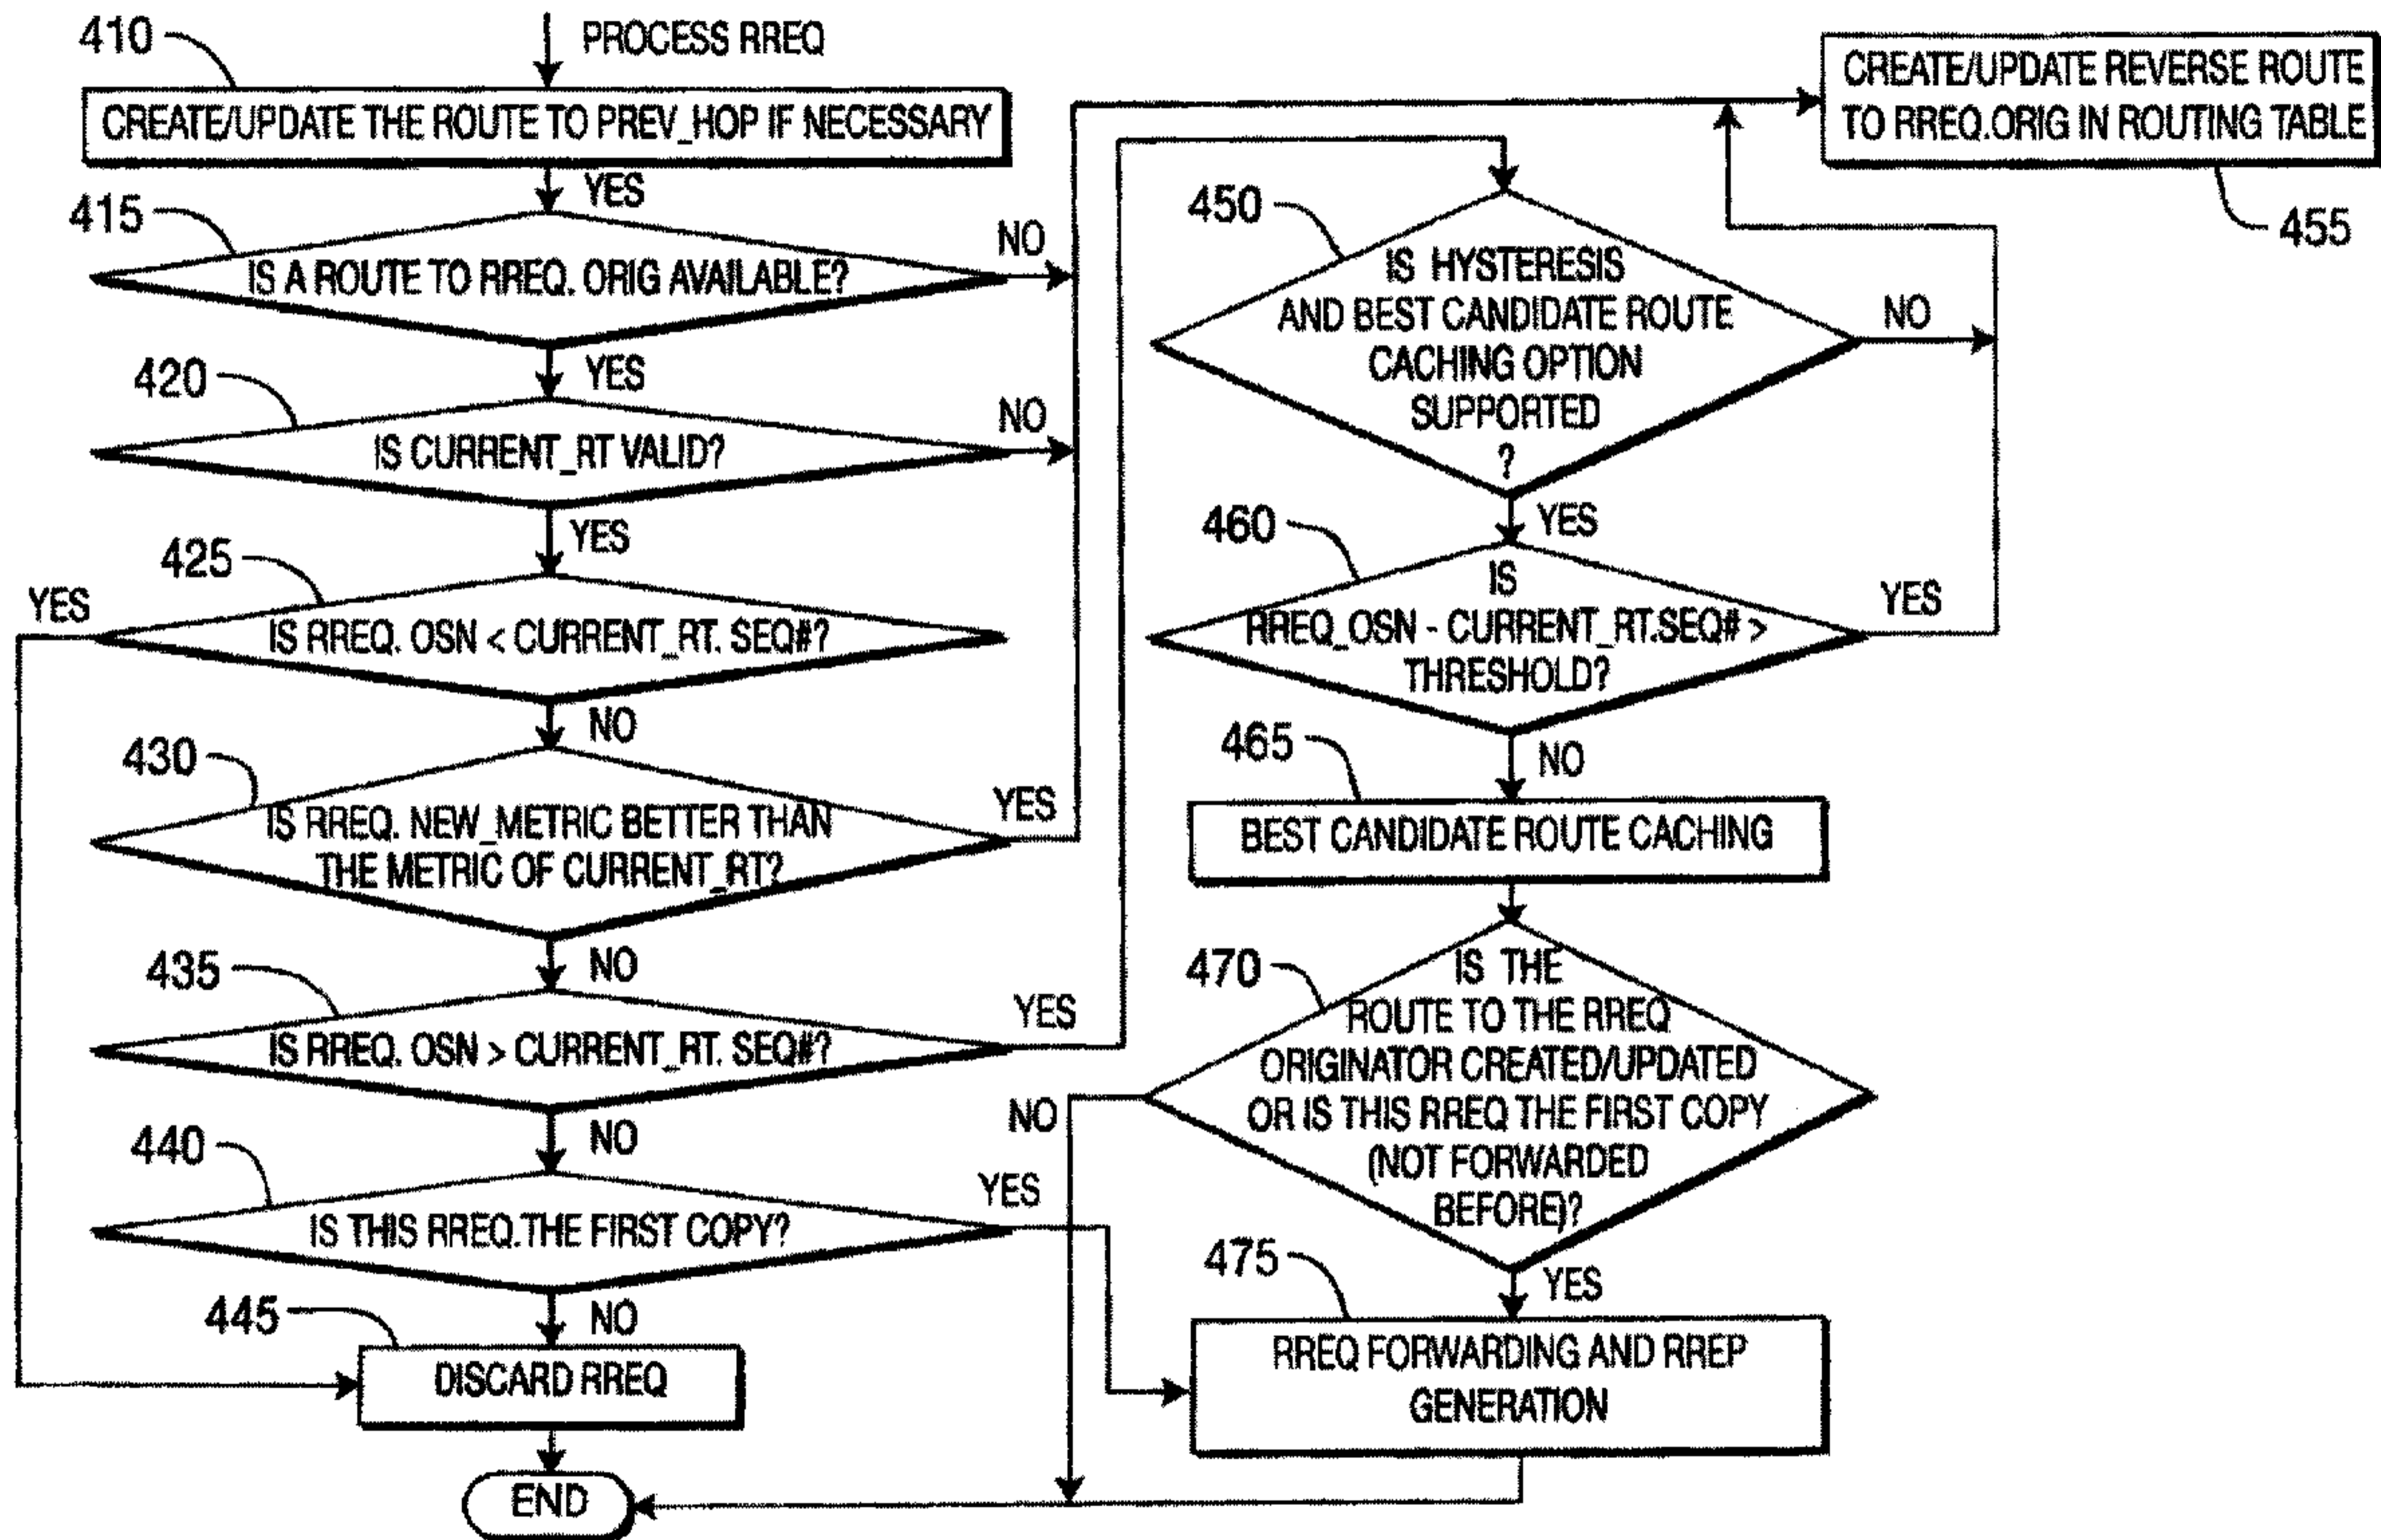 PROCESS RREQ
410
CREATE/UPDATE THE ROUTE TO PREV_HOP IF NECESSARY
YES
415
IS A ROUTE TO RREQ. ORIG AVAILABLE?
NO
YES
420
IS CURRENT_RT VALID?
NO
YES
425
YES
IS RREQ. OSN < CURRENT_RT. SEQ#?
NO
430
IS RREQ. NEW_METRIC BETTER THAN
THE METRIC OF CURRENT_RT?
YES
NO
435
IS RREQ. OSN > CURRENT_RT. SEQ#?
YES
NO
440
IS THIS RREQ.THE FIRST COPY?
YES
NO
445
DISCARD RREQ
END
CREATE/UPDATE REVERSE ROUTE
TO RREQ.ORIG IN ROUTING TABLE
455
450
IS HYSTERESIS
AND BEST CANDIDATE ROUTE
CACHING OPTION
SUPPORTED
?
NO
YES
460
IS
RREQ_OSN - CURRENT_RT.SEQ# >
THRESHOLD?
YES
NO
465
BEST CANDIDATE ROUTE CACHING
470
IS THE
ROUTE TO THE RREQ
ORIGINATOR CREATED/UPDATED
OR IS THIS RREQ THE FIRST COPY
(NOT FORWARDED
BEFORE)?
NO
YES
475
RREQ FORWARDING AND RREP
GENERATION